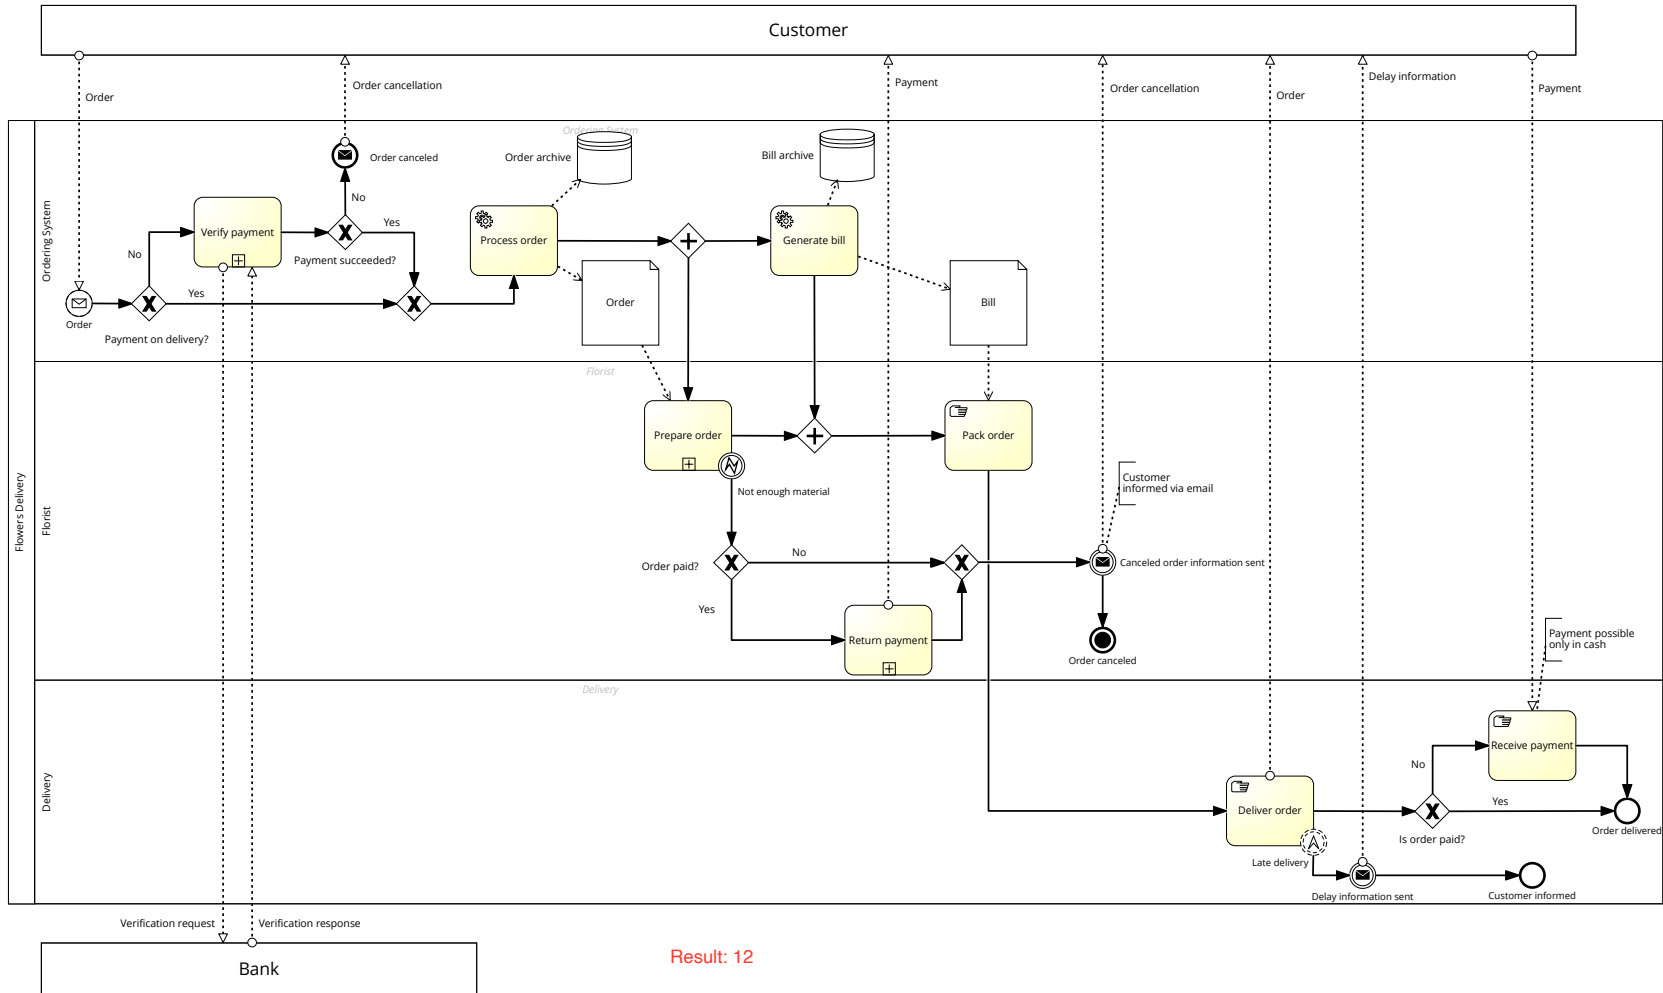 Customer
Order
Order cancellation
Payment
Order cancellation
Order
Delay information
Payment
Flowers Delivery
Ordering System
Ordering System
Order archive
Bill archive
Order canceled
No
Yes
Verify payment
Payment succeeded?
No
Yes
Order
Payment on delivery?
Process order
Order
Generate bill
Bill
Florist
Florist
Prepare order
Not enough material
Pack order
Customer
informed via email
Order paid?
No
Yes
Return payment
Canceled order information sent
Order canceled
Payment possible
only in cash
Delivery
Delivery
Receive payment
No
Yes
Deliver order
Is order paid?
Order delivered
Late delivery
Delay information sent
Customer informed
Verification request
Verification response
Bank
Result: 12